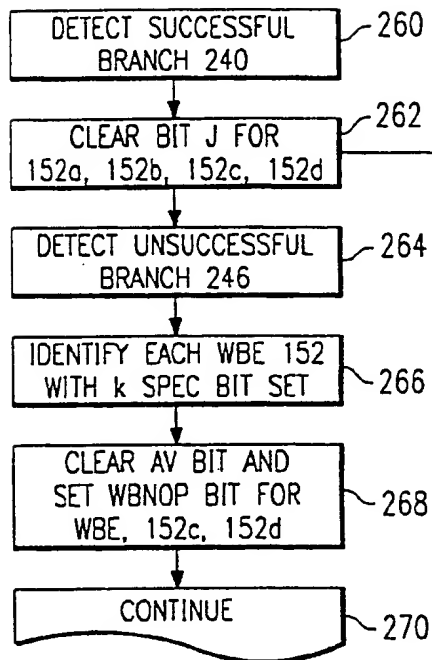 DETECT SUCCESSFUL
BRANCH 240
260
CLEAR BIT J FOR
152a, 152b, 152c, 152d
262
DETECT UNSUCCESSFUL
BRANCH 246
264
IDENTIFY EACH WBE 152
WITH k SPEC BIT SET
266
CLEAR AV BIT AND
SET WBNOP BIT FOR
WBE, 152c, 152d
268
CONTINUE
270